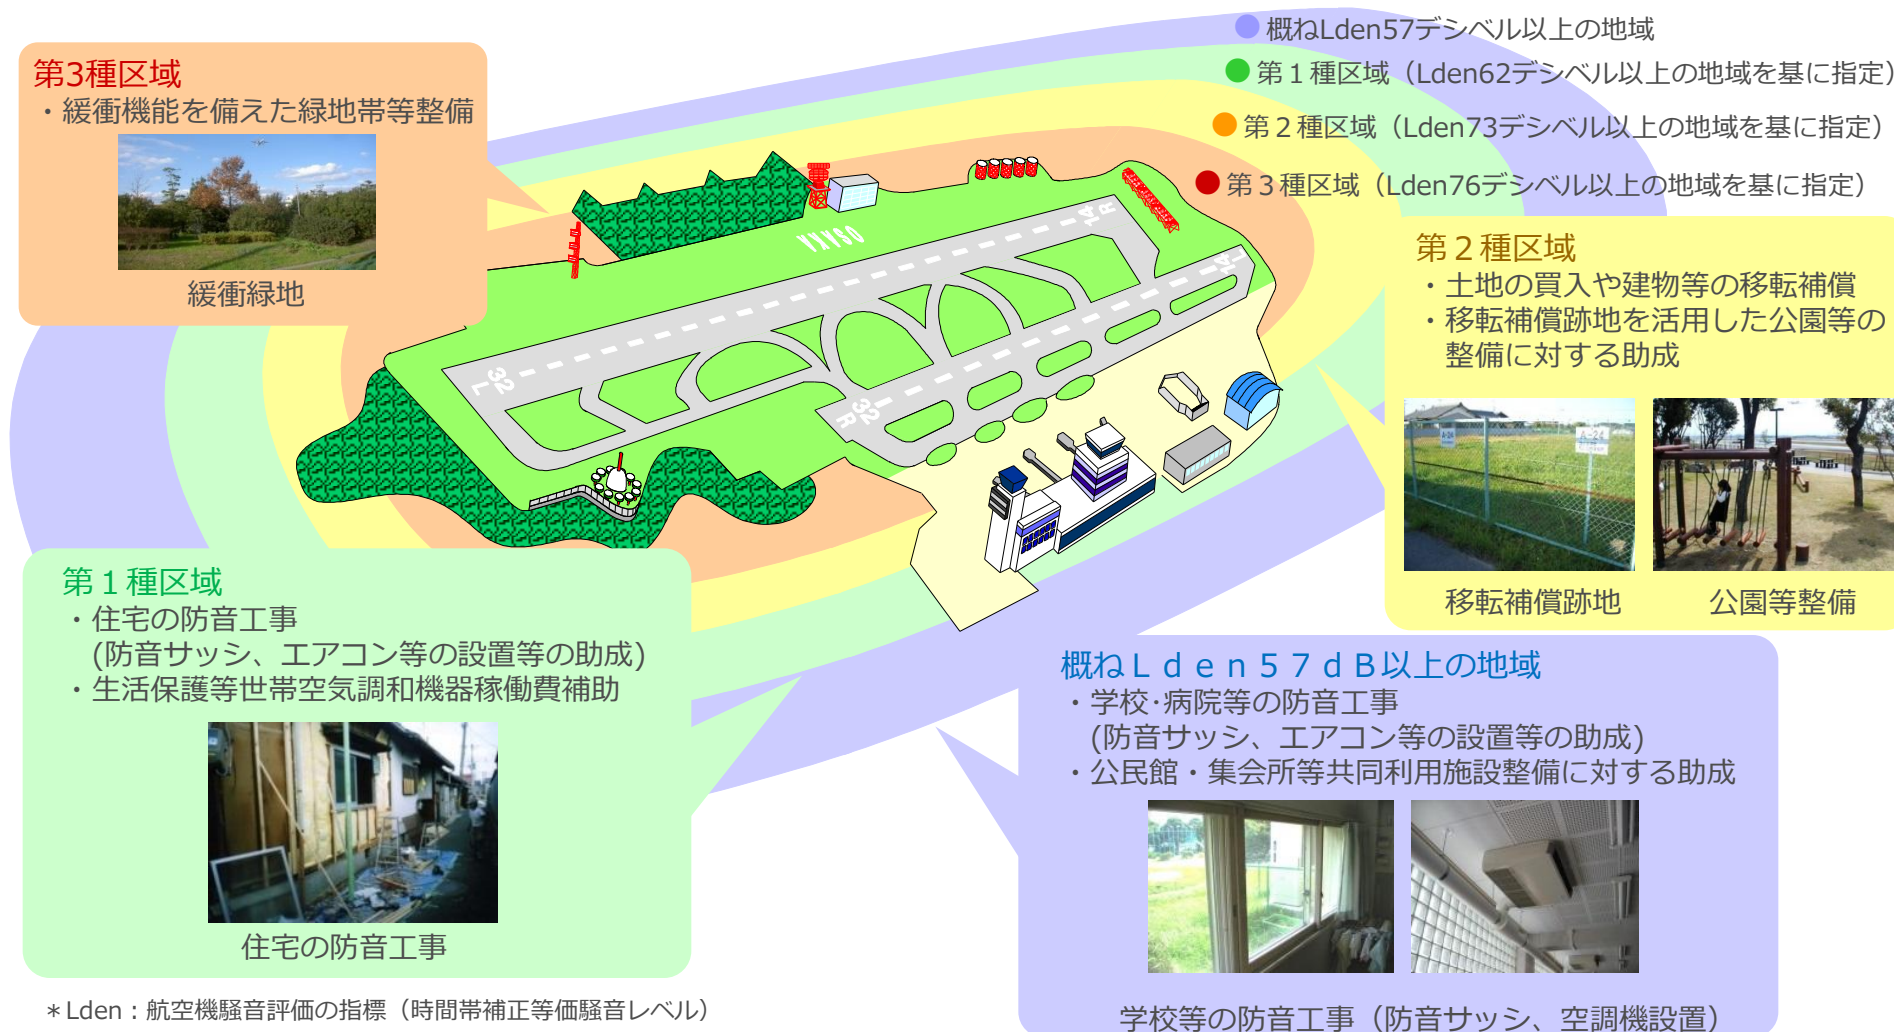 概ねLden57デシベル以上の地域
第１種区域（Lden62デシベル以上の地域を基に指定）
第２種区域（Lden73デシベル以上の地域を基に指定）
第３種区域（Lden76デシベル以上の地域を基に指定）
第3種区域
・緩衝機能を備えた緑地帯等整備
緩衝緑地
OSAKA
14
R
14
L
32
L
32
R
第２種区域
・土地の買入や建物等の移転補償
・移転補償跡地を活用した公園等の
整備に対する助成
A-24
移転補償跡地
公園等整備
第１種区域
・住宅の防音工事
(防音サッシ、エアコン等の設置等の助成)
・生活保護等世帯空気調和機器稼働費補助
住宅の防音工事
概ねＬｄｅｎ５７ｄＢ以上の地域
・学校･病院等の防音工事
(防音サッシ、エアコン等の設置等の助成)
・公民館・集会所等共同利用施設整備に対する助成
学校等の防音工事（防音サッシ、空調機設置）
＊Lden：航空機騒音評価の指標（時間帯補正等価騒音レベル）